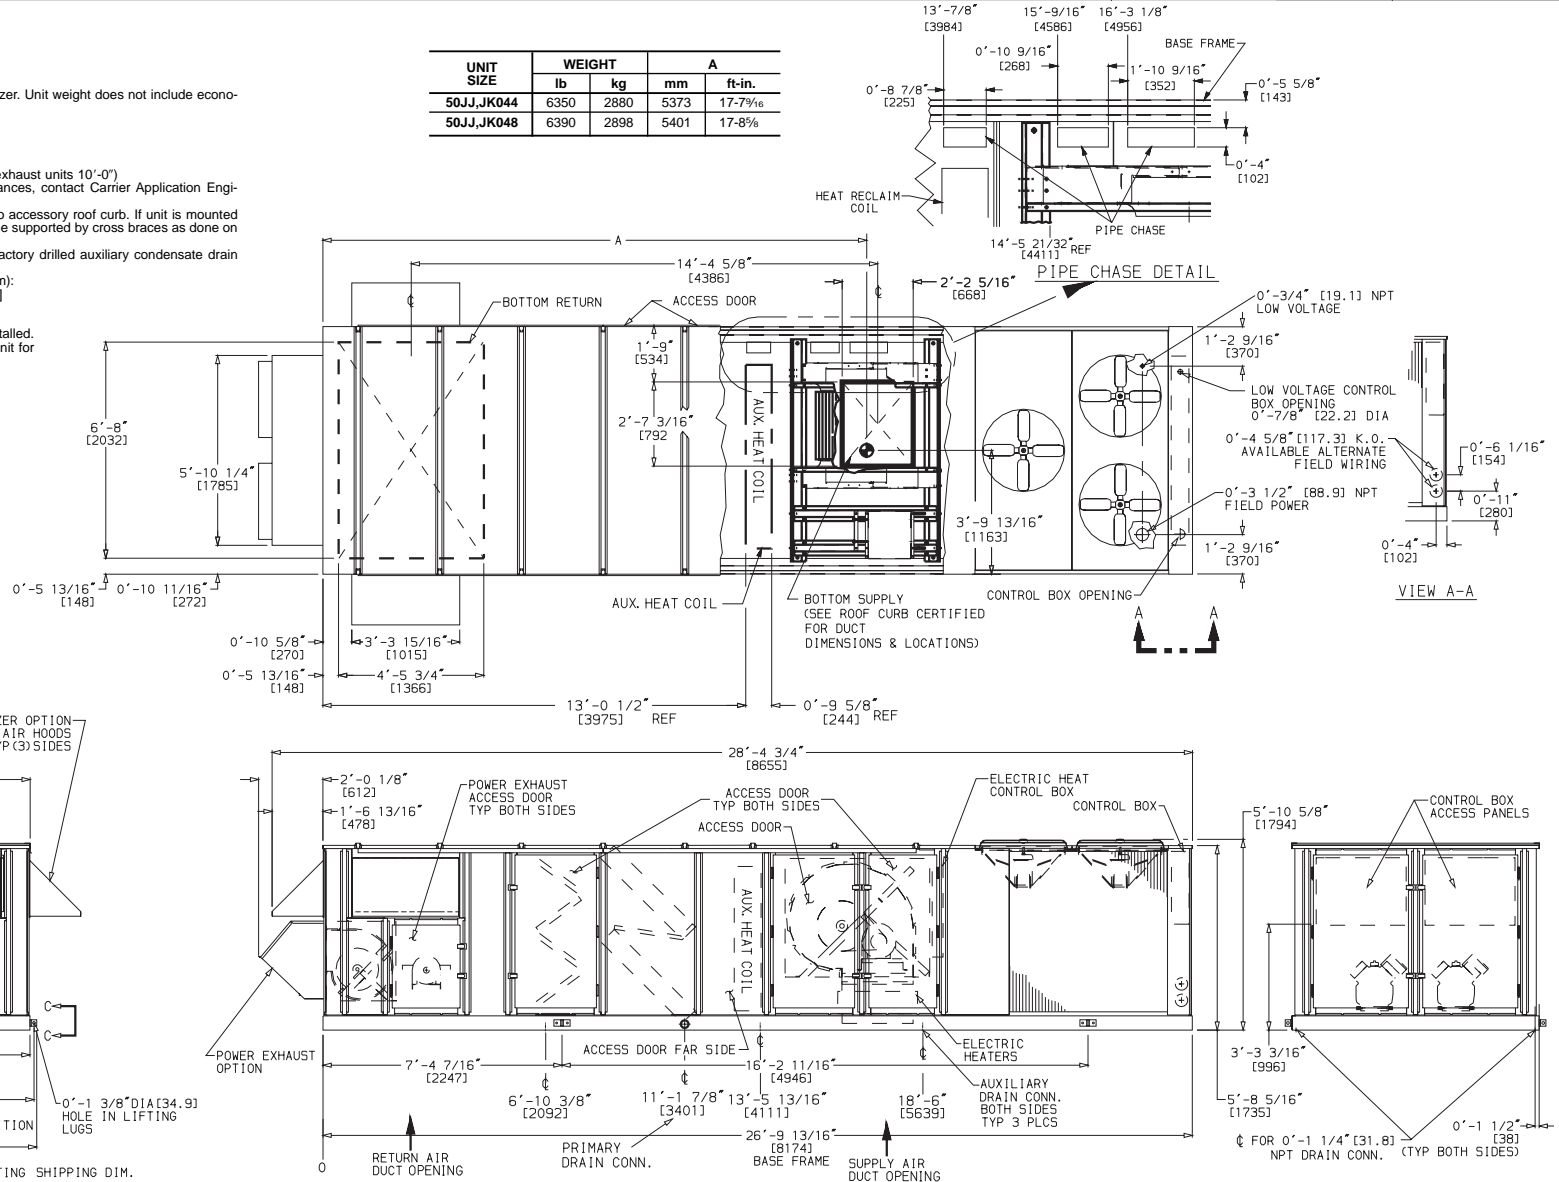 zer. Unit weight does not include econo-
exhaust units 10′-0″)
ances, contact Carrier Application Engi-
o accessory roof curb. If unit is mounted
e supported by cross braces as done on
actory drilled auxiliary condensate drain
m):
]
talled.
nit for
UNIT SIZE WEIGHT A
lb kg mm ft-in.
50JJ,JK044 6350 2880 5373 17-7⁹⁄₁₆
50JJ,JK048 6390 2898 5401 17-8⁵⁄₈
13′-7/8″
[3984]
15′-9/16″
[4586]
16′-3 1/8″
[4956]
BASE FRAME
0′-10 9/16″
[268]
1′-10 9/16″
[352]
0′-5 5/8″
[143]
0′-8 7/8″
[225]
0′-4″
[102]
HEAT RECLAIM
COIL
PIPE CHASE
14′-5 21/32″ REF
[4411]
PIPE CHASE DETAIL
A
14′-4 5/8″
[4386]
℄
℄
2′-2 5/16″
[668]
BOTTOM RETURN
ACCESS DOOR
0′-3/4″ [19.1] NPT
LOW VOLTAGE
1′-9″
[534]
1′-2 9/16″
[370]
2′-7 3/16″
[792
AUX. HEAT COIL
LOW VOLTAGE CONTROL
BOX OPENING
0′-7/8″ [22.2] DIA
6′-8″
[2032]
5′-10 1/4″
[1785]
0′-4 5/8″[117.3] K.O.
AVAILABLE ALTERNATE
FIELD WIRING
0′-6 1/16″
[154]
0′-3 1/2″ [88.9] NPT
FIELD POWER
0′-11″
[280]
3′-9 13/16″
[1163]
1′-2 9/16″
[370]
0′-4″
[102]
VIEW A-A
0′-5 13/16″
[148]
0′-10 11/16″
[272]
AUX. HEAT COIL
BOTTOM SUPPLY
(SEE ROOF CURB CERTIFIED
FOR DUCT
DIMENSIONS & LOCATIONS)
CONTROL BOX OPENING
A A
0′-10 5/8″
[270]
3′-3 15/16″
[1015]
0′-5 13/16″
[148]
4′-5 3/4″
[1366]
13′-0 1/2″
[3975] REF
0′-9 5/8″
[244] REF
ZER OPTION
AIR HOODS
YP(3)SIDES
28′-4 3/4″
[8655]
2′-0 1/8″
[612]
1′-6 13/16″
[478]
POWER EXHAUST
ACCESS DOOR
TYP BOTH SIDES
ACCESS DOOR
TYP BOTH SIDES
ACCESS DOOR
ELECTRIC HEAT
CONTROL BOX
CONTROL BOX
5′-10 5/8″
[1794]
CONTROL BOX
ACCESS PANELS
AUX. HEAT COIL
C
C
POWER EXHAUST
OPTION
ACCESS DOOR FAR SIDE
℄
℄
ELECTRIC
HEATERS
3′-3 3/16″
[996]
7′-4 7/16″
[2247]
16′-2 11/16″
[4946]
℄
℄
AUXILIARY
DRAIN CONN.
BOTH SIDES
TYP 3 PLCS
0′-1 3/8″DIA[34.9]
HOLE IN LIFTING
LUGS
6′-10 3/8″
[2092]
11′-1 7/8″
[3401]
13′-5 13/16″
[4111]
18′-6″
[5639]
5′-8 5/16″
[1735]
TION
26′-9 13/16″
[8174]
BASE FRAME
0′-1 1/2″
[38]
℄ FOR 0′-1 1/4″[31.8]
NPT DRAIN CONN.
(TYP BOTH SIDES)
PRIMARY
DRAIN CONN.
0
RETURN AIR
DUCT OPENING
SUPPLY AIR
DUCT OPENING
TING SHIPPING DIM.